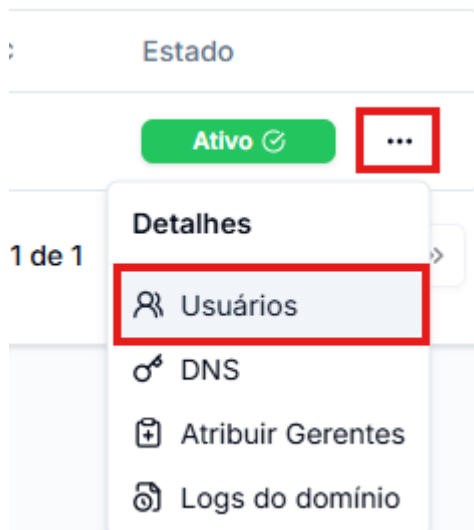 Estado
Ativo
...
Detalhes
1 de 1
»
Usuários
DNS
Atribuir Gerentes
Logs do domínio